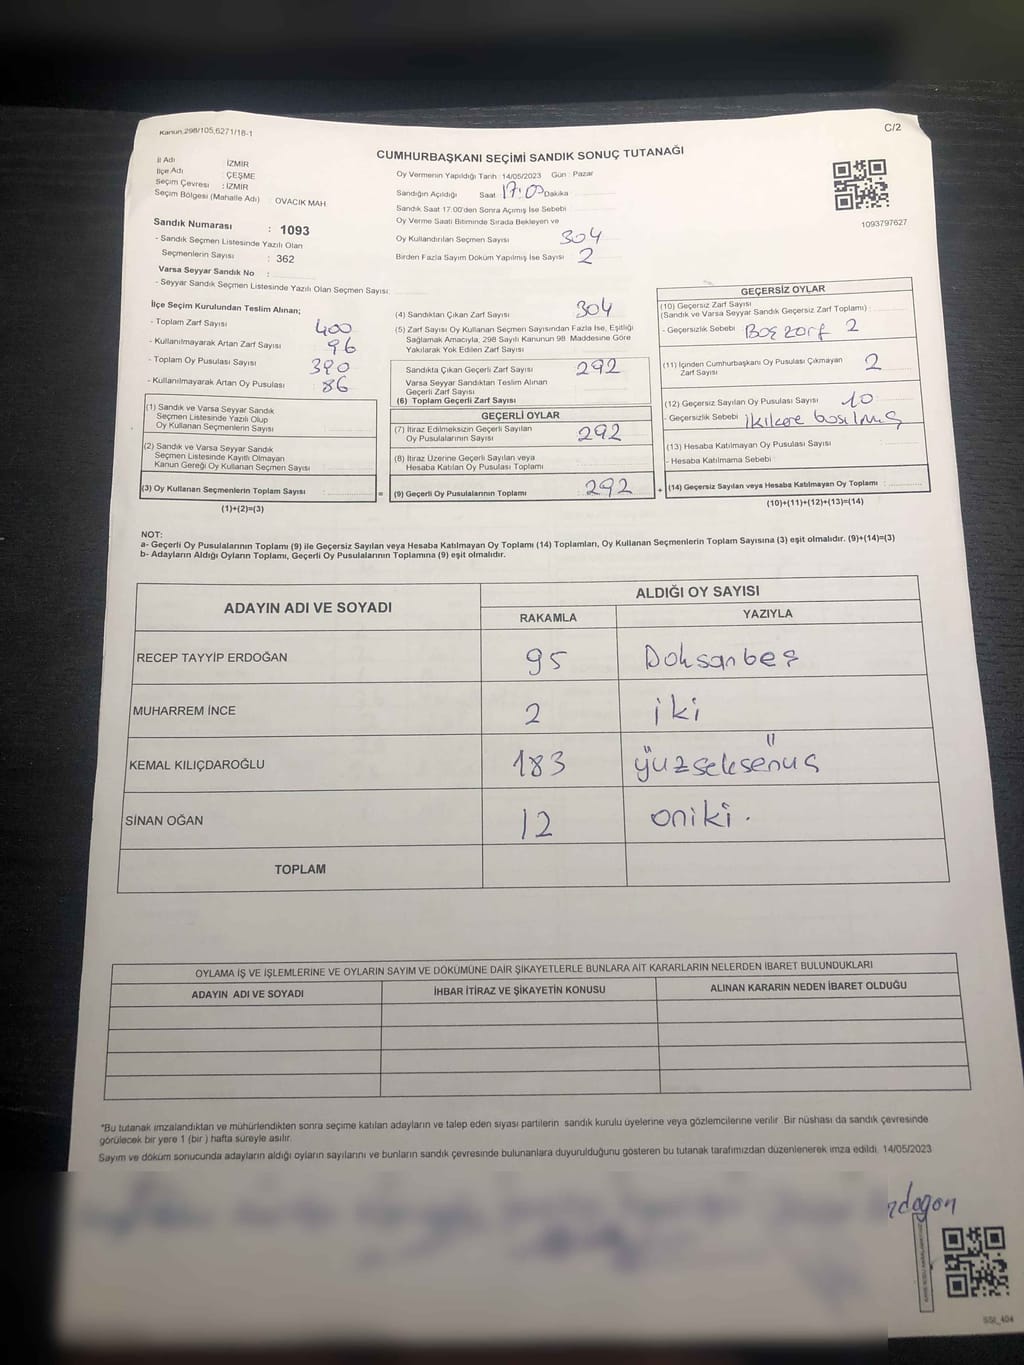 Kanun,298/105,6271/16-1
C/2
CUMHURBAŞKANI SEÇİMİ SANDIK SONUÇ TUTANAĞI
İl Adı : İZMİR
İlçe Adı : ÇEŞME
Seçim Çevresi : İZMİR
Seçim Bölgesi (Mahalle Adı) : OVACIK MAH
Sandık Numarası : 1093
- Sandık Seçmen Listesinde Yazılı Olan
Seçmenlerin Sayısı : 362
Varsa Seyyar Sandık No :
- Seyyar Sandık Seçmen Listesinde Yazılı Olan Seçmen Sayısı:
Oy Vermenin Yapıldığı Tarih :14/05/2023 Gün : Pazar
Sandığın Açıldığı Saat 17:00 Dakika
Sandık Saat 17.00'den Sonra Açımış İse Sebebi
Oy Verme Saati Bitiminde Sırada Bekleyen ve
Oy Kullandırılan Seçmen Sayısı 304
Birden Fazla Sayım Döküm Yapılmış İse Sayısı 2
1093797627
İlçe Seçim Kurulundan Teslim Alınan;
- Toplam Zarf Sayısı 400
- Kullanılmayarak Artan Zarf Sayısı 96
- Toplam Oy Pusulası Sayısı 390
- Kullanılmayarak Artan Oy Pusulası 86
(1) Sandık ve Varsa Seyyar Sandık
Seçmen Listesinde Yazılı Olup
Oy Kullanan Seçmenlerin Sayısı
(2) Sandık ve Varsa Seyyar Sandık
Seçmen Listesinde Kayıtlı Olmayan
Kanun Gereği Oy Kullanan Seçmen Sayısı
(3) Oy Kullanan Seçmenlerin Toplam Sayısı :
=
(1)+(2)=(3)
(4) Sandıktan Çıkan Zarf Sayısı 304
(5) Zarf Sayısı Oy Kullanan Seçmen Sayısından Fazla İse, Eşitliği
Sağlamak Amacıyla, 298 Sayılı Kanunun 98. Maddesine Göre
Yakılarak Yok Edilen Zarf Sayısı
Sandıkta Çıkan Geçerli Zarf Sayısı 292
Varsa Seyyar Sandıktan Teslim Alınan
Geçerli Zarf Sayısı
(6) Toplam Geçerli Zarf Sayısı
GEÇERLİ OYLAR
(7) İtiraz Edilmeksizin Geçerli Sayılan
Oy Pusulalarının Sayısı 292
(8) İtiraz Üzerine Geçerli Sayılan veya
Hesaba Katılan Oy Pusulası Toplamı
(9) Geçerli Oy Pusulalarının Toplamı : 292
+
GEÇERSİZ OYLAR
(10) Geçersiz Zarf Sayısı
(Sandık ve Varsa Seyyar Sandık Geçersiz Zarf Toplamı) :
- Geçersizlik Sebebi Boş zarf 2
(11) İçinden Cumhurbaşkanı Oy Pusulası Çıkmayan
Zarf Sayısı 2
(12) Geçersiz Sayılan Oy Pusulası Sayısı 10
- Geçersizlik Sebebi ikilere basılmış
(13) Hesaba Katılmayan Oy Pusulası Sayısı
- Hesaba Katılmama Sebebi
(14) Geçersiz Sayılan veya Hesaba Katılmayan Oy Toplamı :
(10)+(11)+(12)+(13)=(14)
NOT:
a- Geçerli Oy Pusulalarının Toplamı (9) ile Geçersiz Sayılan veya Hesaba Katılmayan Oy Toplamı (14) Toplamları, Oy Kullanan Seçmenlerin Toplam Sayısına (3) eşit olmalıdır. (9)+(14)=(3)
b- Adayların Aldığı Oyların Toplamı, Geçerli Oy Pusulalarının Toplamına (9) eşit olmalıdır.
ADAYIN ADI VE SOYADI
ALDIĞI OY SAYISI
RAKAMLA YAZIYLA
RECEP TAYYİP ERDOĞAN 95 Doksanbeş
MUHARREM İNCE 2 iki
KEMAL KILIÇDAROĞLU 183 yüzseksenüç
SİNAN OĞAN 12 oniki.
TOPLAM
OYLAMA İŞ VE İŞLEMLERİNE VE OYLARIN SAYIM VE DÖKÜMÜNE DAİR ŞİKAYETLERLE BUNLARA AİT KARARLARIN NELERDEN İBARET BULUNDUKLARI
ADAYIN ADI VE SOYADI İHBAR İTİRAZ VE ŞİKAYETİN KONUSU ALINAN KARARIN NEDEN İBARET OLDUĞU
*Bu tutanak imzalandıktan ve mühürlendikten sonra seçime katılan adayların ve talep eden siyası partilerin sandık kurulu üyelerine veya gözlemcilerine verilir. Bir nüshası da sandık çevresinde
görülecek bir yere 1 (bir ) hafta süreyle asılır.
Sayım ve döküm sonucunda adayların aldığı oyların sayılarını ve bunların sandık çevresinde bulunanlara duyurulduğunu gösteren bu tutanak tarafımızdan düzenlenerek imza edildi. 14/05/2023